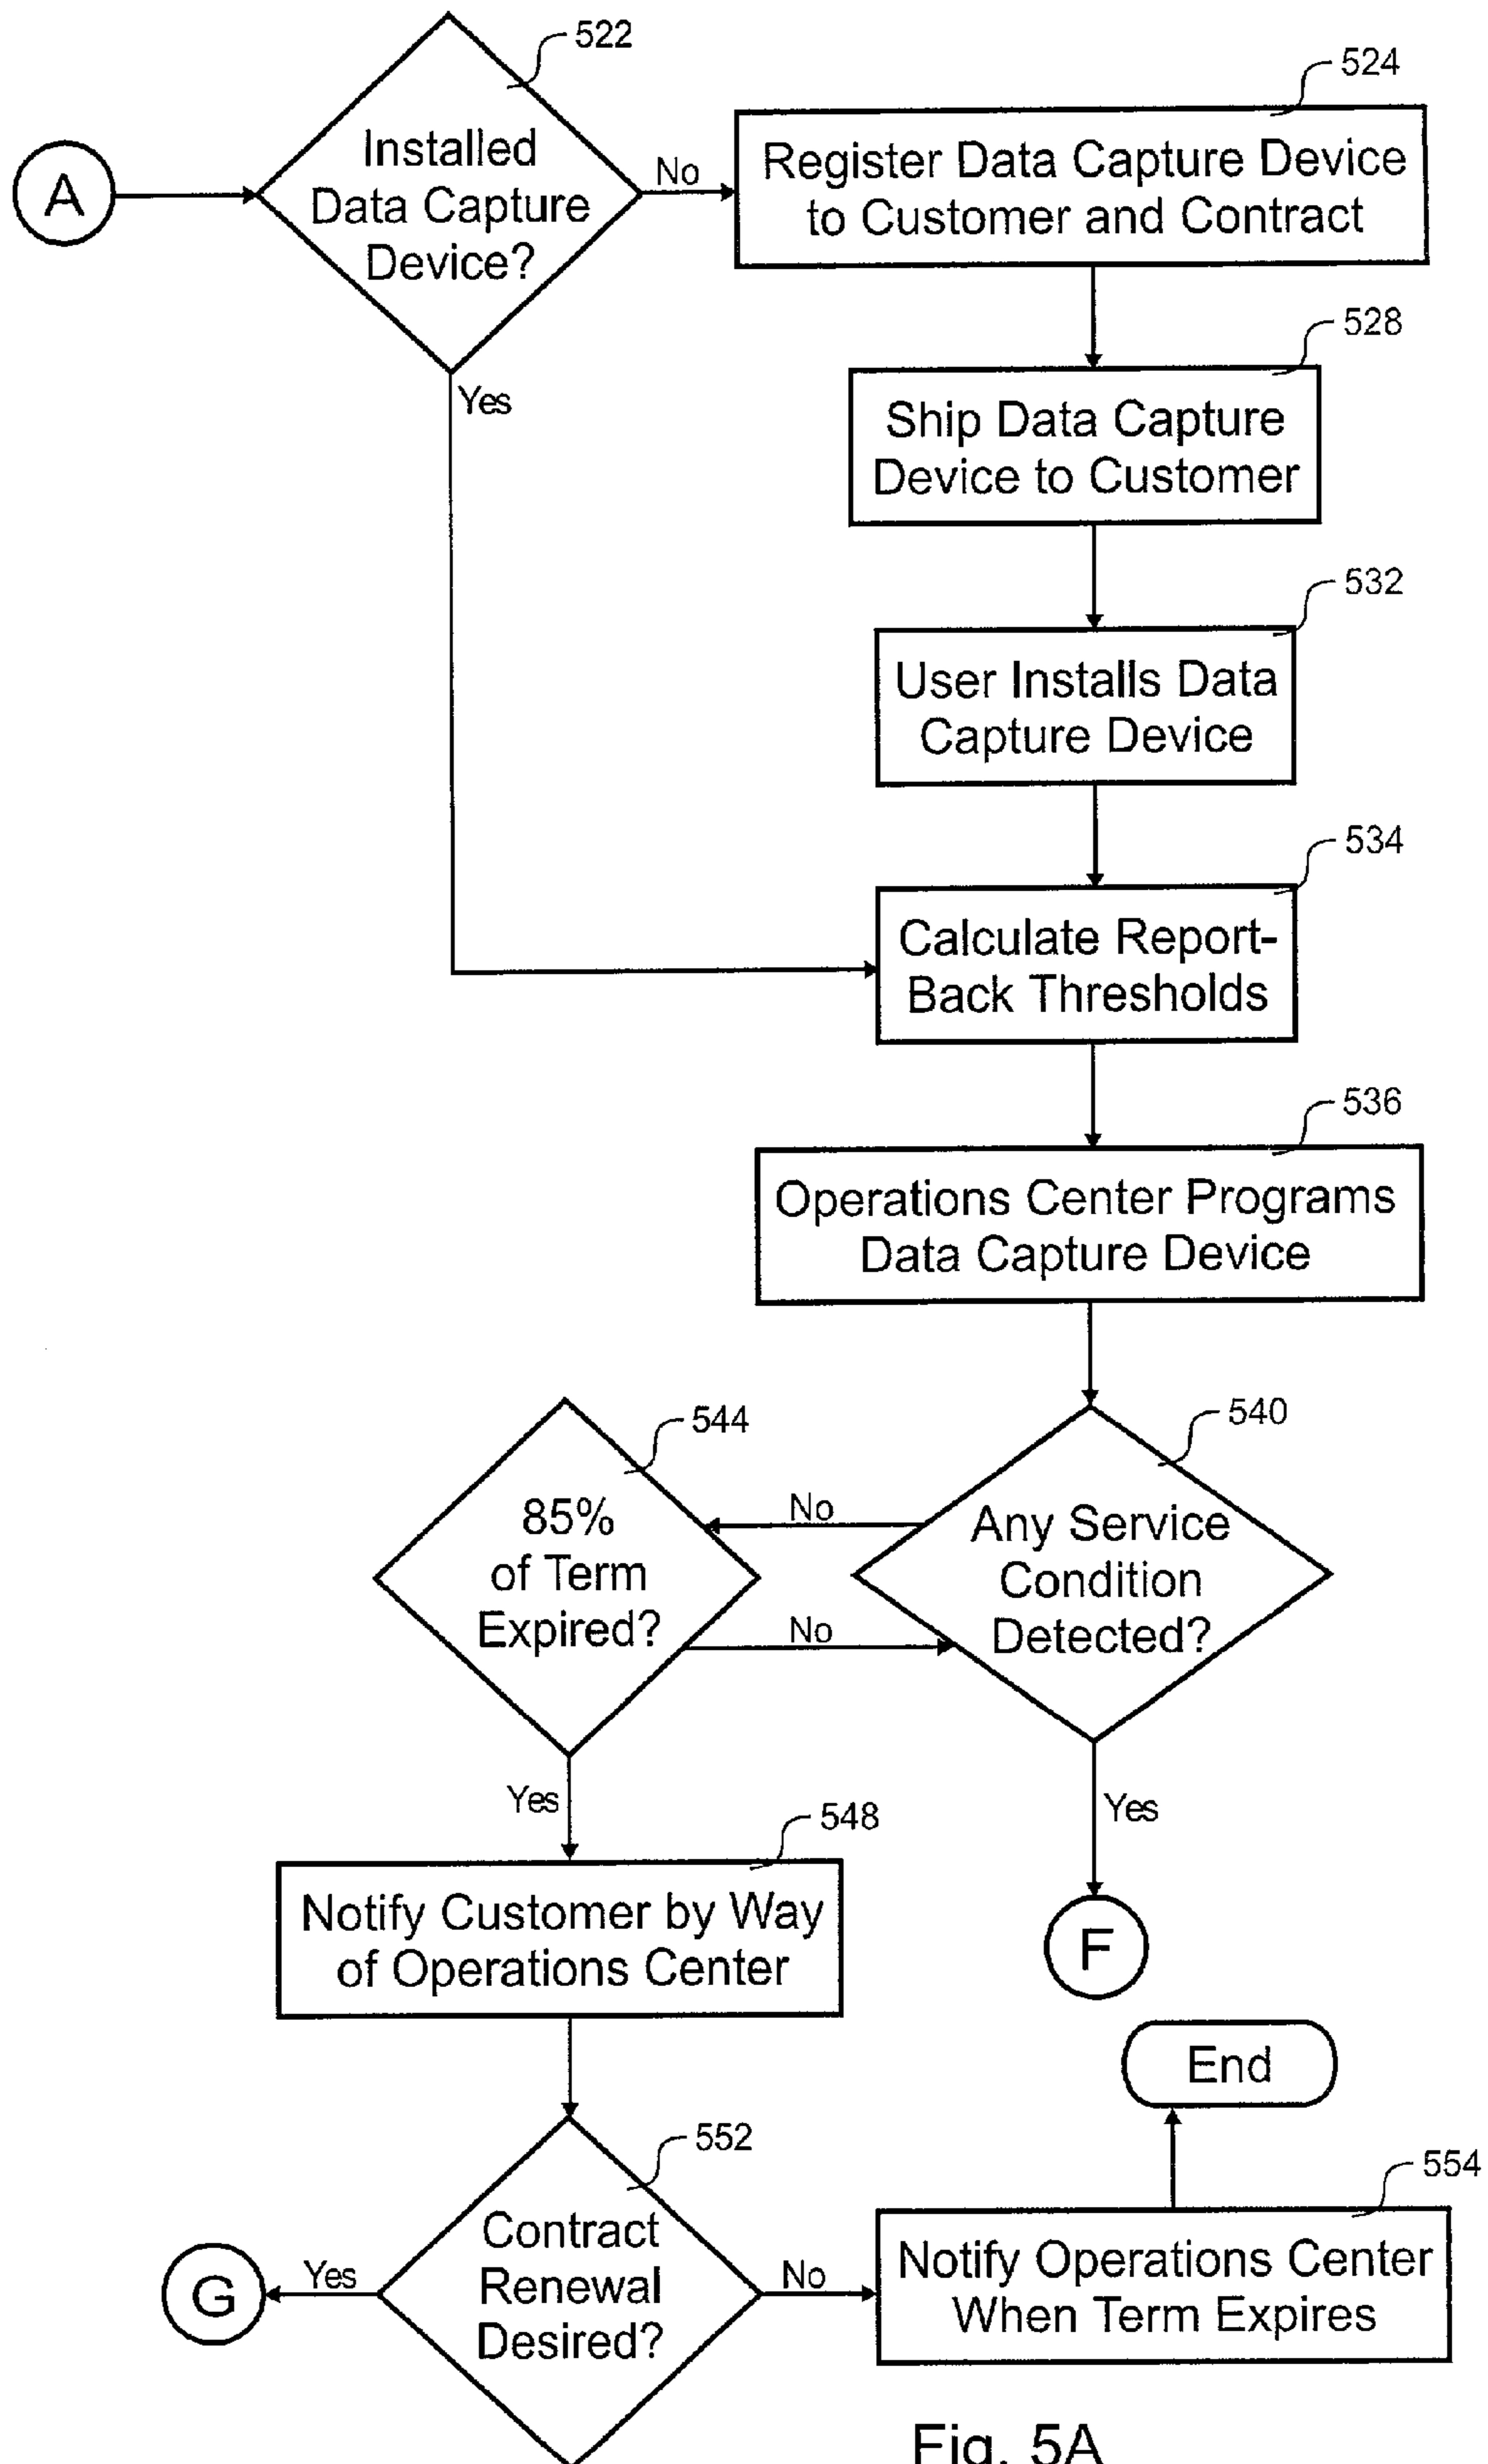 522
524
A
Installed
Data Capture
Device?
No
Register Data Capture Device
to Customer and Contract
Yes
528
Ship Data Capture
Device to Customer
532
User Installs Data
Capture Device
534
Calculate Report-
Back Thresholds
536
Operations Center Programs
Data Capture Device
544
540
85%
of Term
Expired?
No
No
Any Service
Condition
Detected?
Yes
Yes
548
Notify Customer by Way
of Operations Center
F
End
552
554
Contract
Renewal
Desired?
Yes
G
No
Notify Operations Center
When Term Expires
Fig. 5A